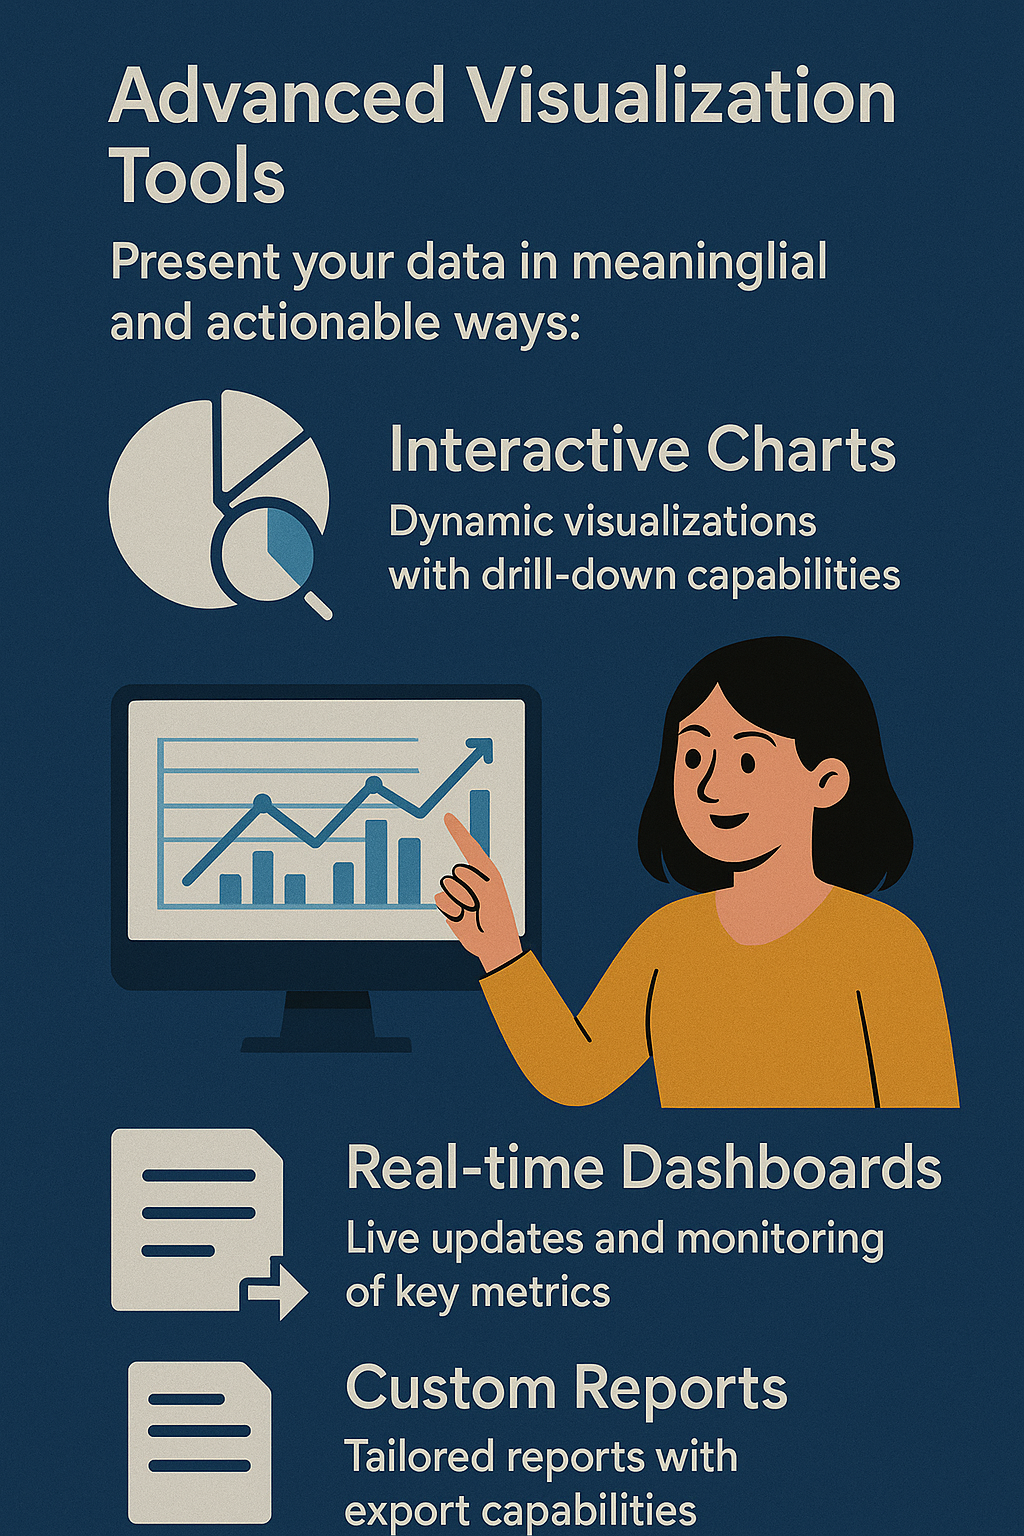 Advanced Visualization
Tools
Present your data in meaninglial
and actionable ways:
Interactive Charts
Dynamic visualizations
with drill-down capabilities
Real-time Dashboards
Live updates and monitoring
of key metrics
Custom Reports
Tailored reports with
export capabilities